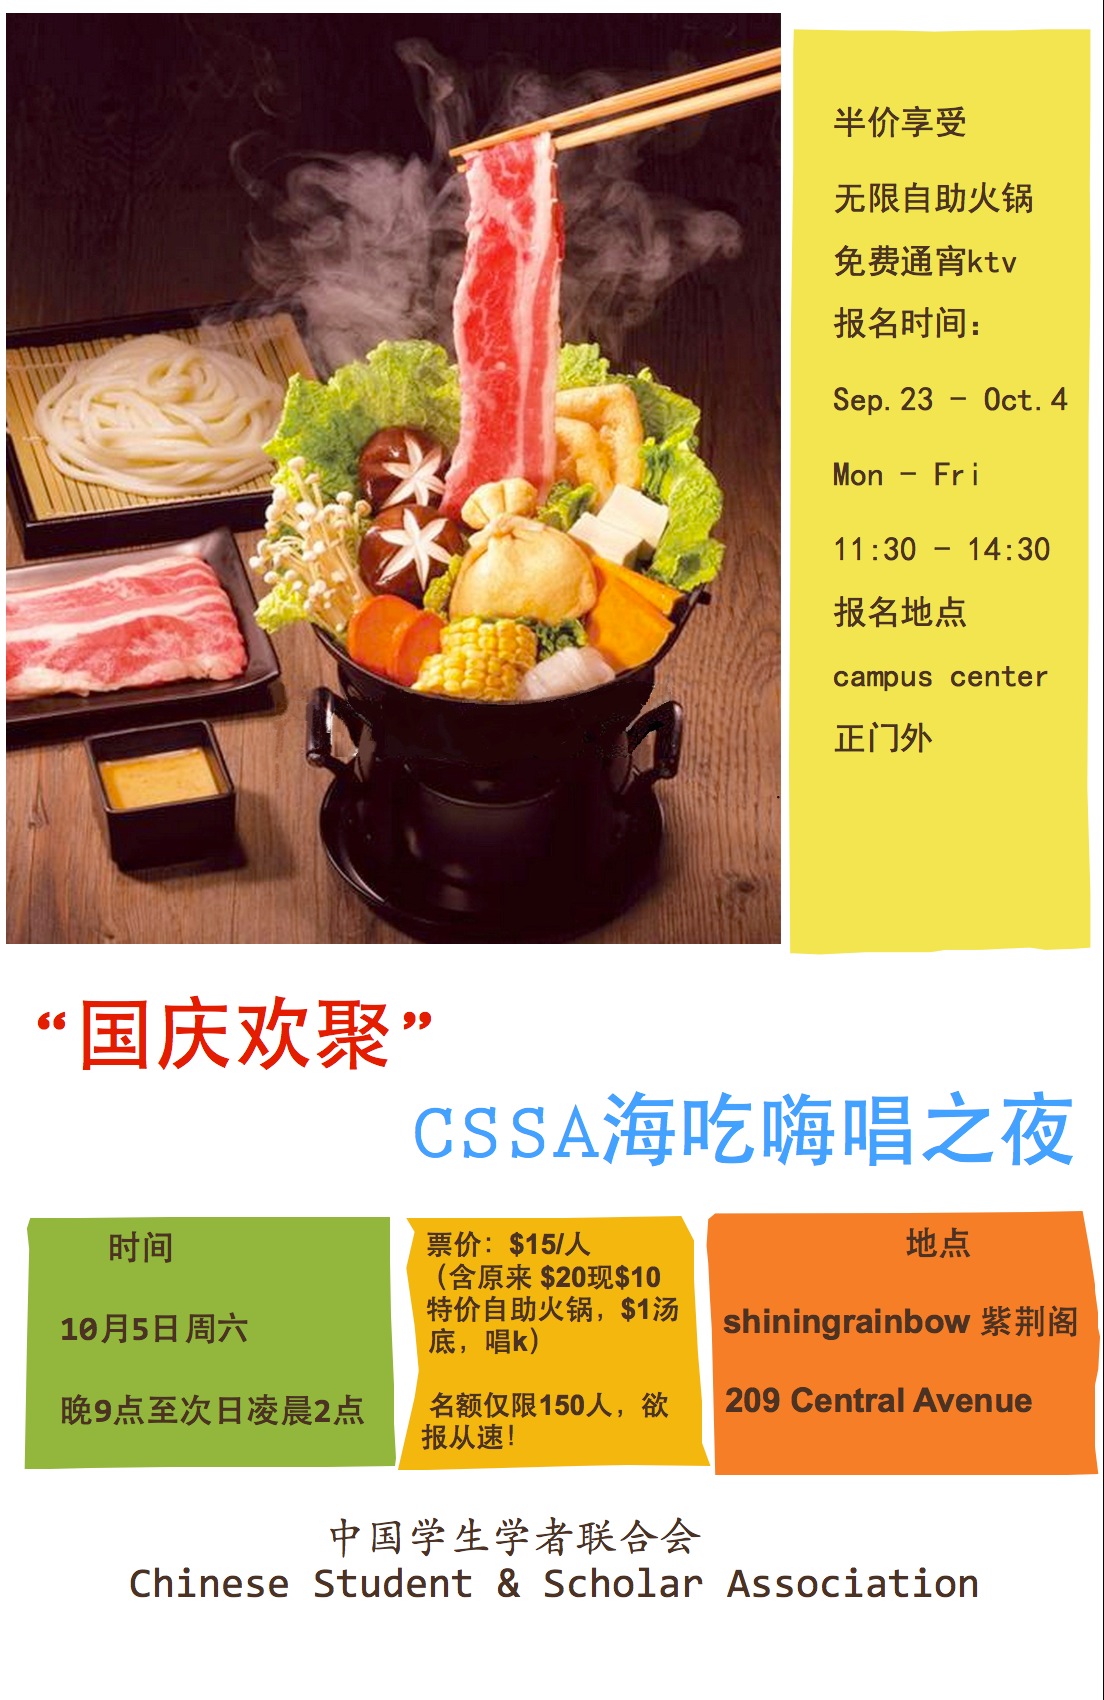 半价享受
无限自助火锅
免费通宵ktv
报名时间：
Sep.23 - Oct.4
Mon - Fri
11:30 - 14:30
报名地点
campus center
正门外
“国庆欢聚”
CSSA海吃嗨唱之夜
时间
10月5日周六
晚9点至次日凌晨2点
票价：$15/人
（含原来 $20现$10
特价自助火锅，$1汤
底，唱k）
名额仅限150人，欲
报从速！
地点
shiningrainbow 紫荆阁
209 Central Avenue
中国学生学者联合会
Chinese Student & Scholar Association